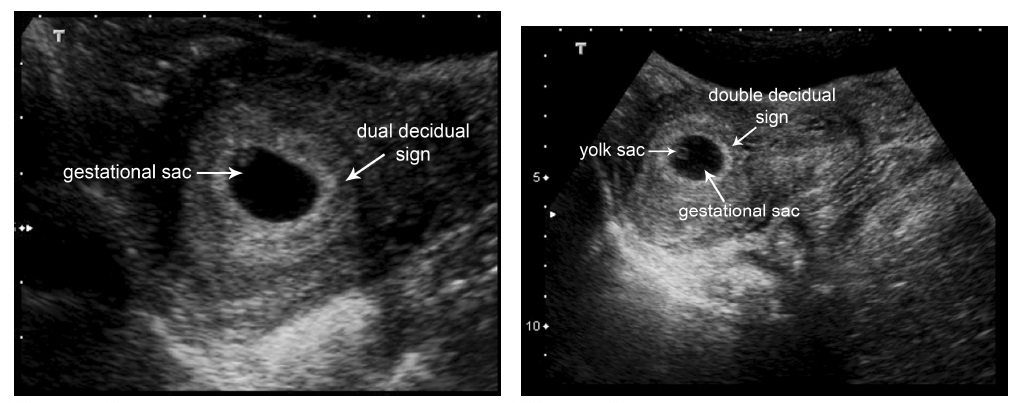 T
dual decidual
sign
gestational sac
T
double decidual
sign
yolk sac
5
gestational sac
10